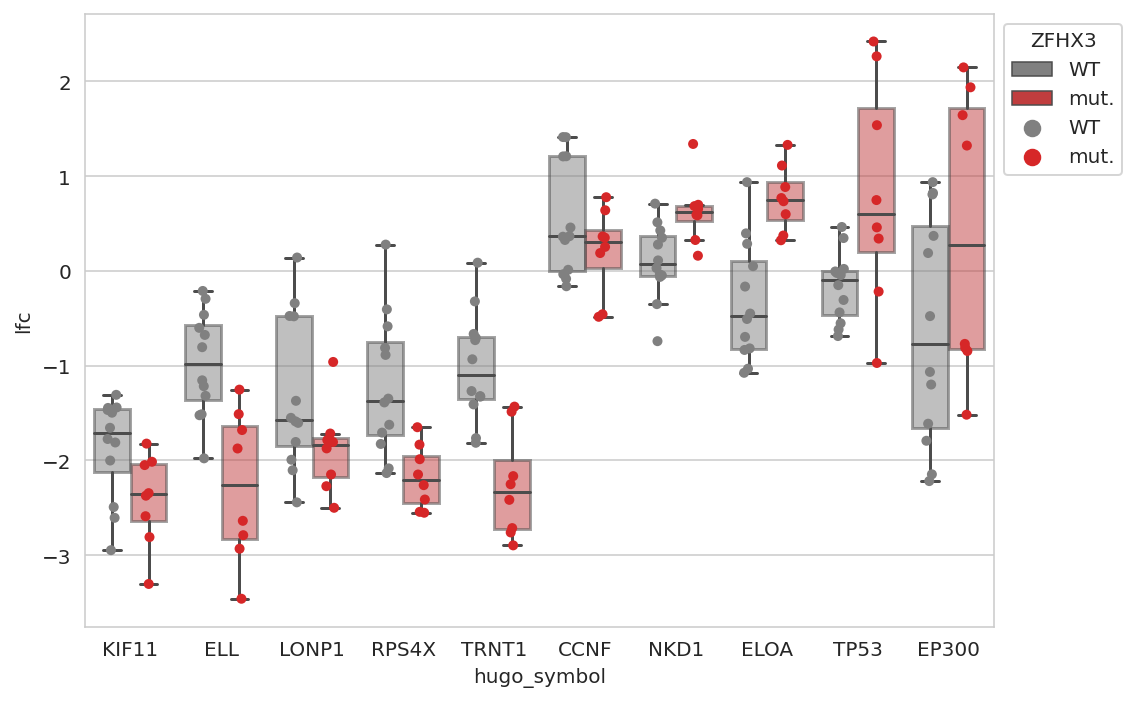 ZFHX3
WT
mut.
WT
mut.
lfc
2
1
0
−1
−2
−3
KIF11 ELL LONP1 RPS4X TRNT1 CCNF NKD1 ELOA TP53 EP300
hugo_symbol